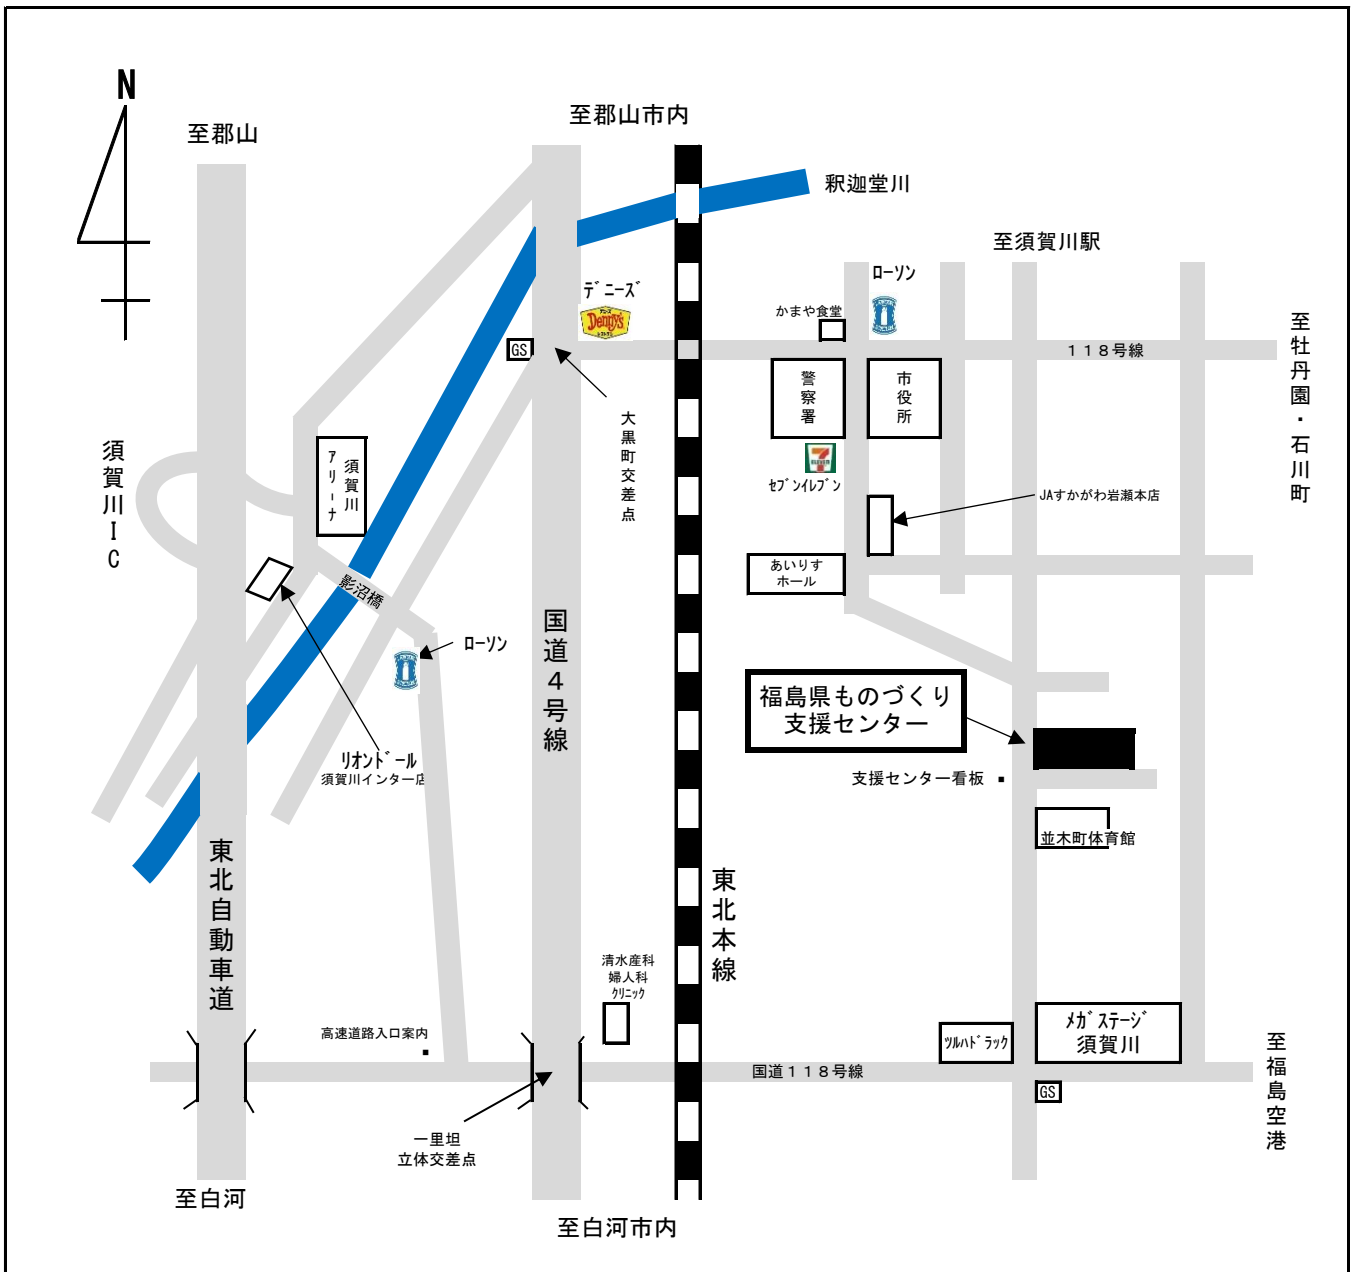 N
至郡山
至郡山市内
釈迦堂川
至須賀川駅
ローソン
デニーズ
Denny's
かまや食堂
GS
118号線
至牡丹園・石川町
警察署
市役所
大黒町交差点
須賀川IC
須賀川
アリーナ
セブンイレブン
JAすかがわ岩瀬本店
あいりす
ホール
影沼橋
国道4号線
ローソン
福島県ものづくり
支援センター
リオンドール
須賀川インター店
支援センター看板
並木町体育館
東北自動車道
東北本線
清水産科
婦人科
クリニック
高速道路入口案内
ツルハドラック
メガステージ
須賀川
国道118号線
GS
至福島空港
一里坦
立体交差点
至白河
至白河市内